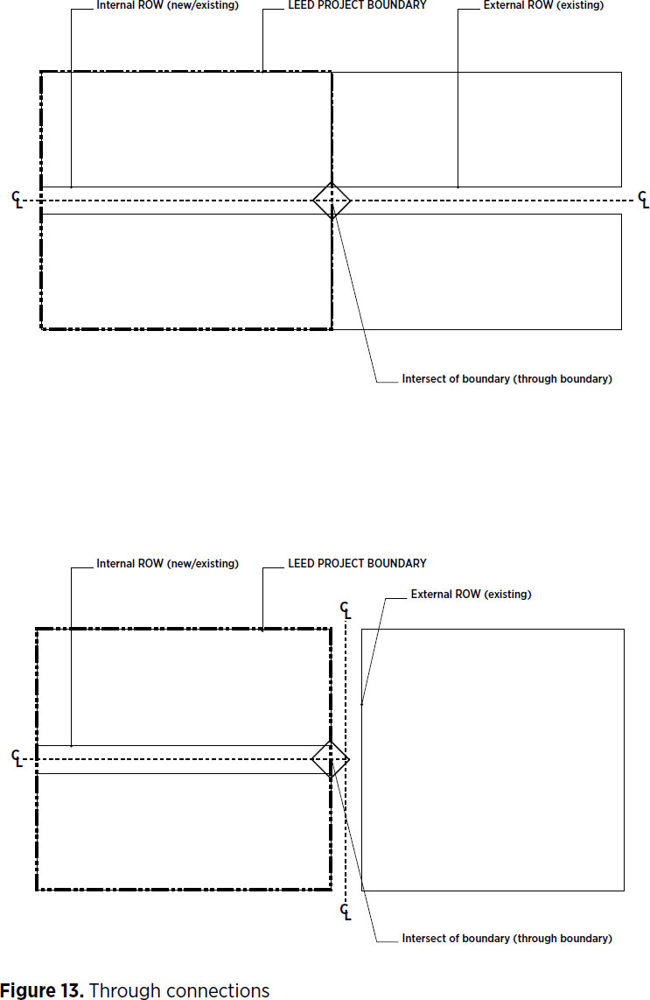 Internal ROW (new/existing) LEED PROJECT BOUNDARY External ROW (existing)
CL CL
Intersect of boundary (through boundary)
Internal ROW (new/existing) LEED PROJECT BOUNDARY
External ROW (existing)
CL
CL
CL
Intersect of boundary (through boundary)
Figure 13. Through connections